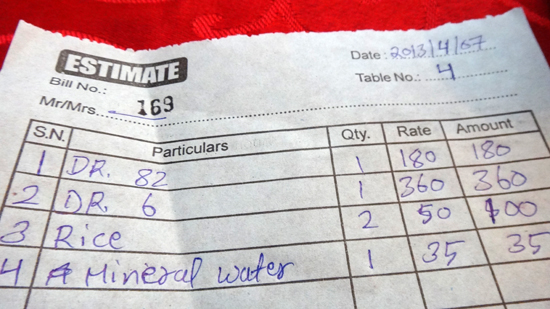 ESTIMATE
Date: 2013/4/07
Bill No.: 169
Table No.: 4
Mr/Mrs.
S.N. Particulars Qty. Rate Amount
1 DR. 82 1 180 180
2 DR. 6 1 360 360
3 Rice 2 50 100
4 Mineral water 1 35 35